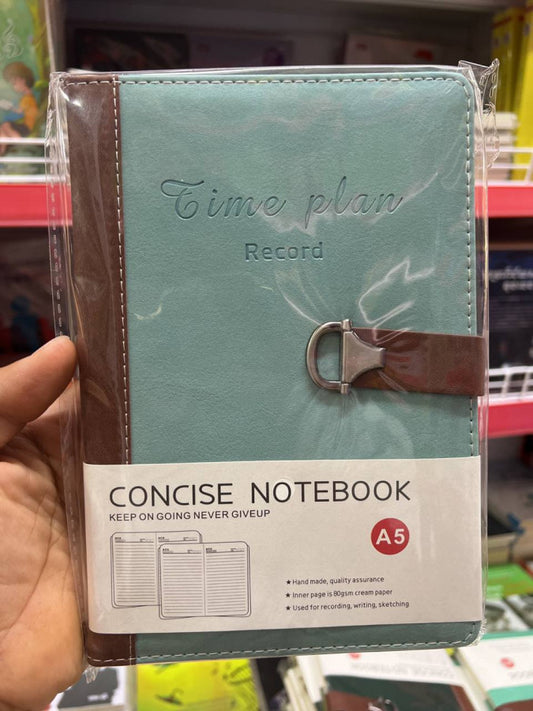 Time plan
Record
CONCISE NOTEBOOK
KEEP ON GOING NEVER GIVEUP
A5
★Hand made, quality assurance
★Inner page is 80gsm cream paper
★Used for recording, writing, sketching